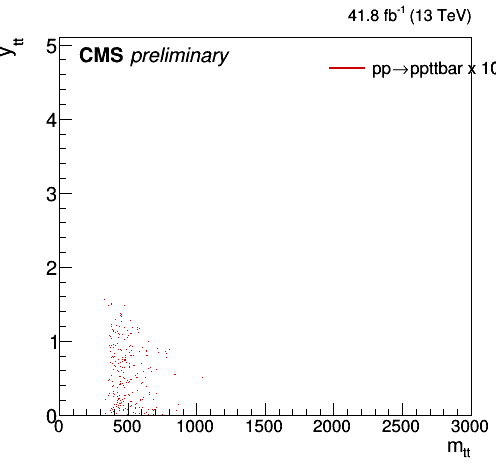 41.8 fb⁻¹ (13 TeV)
CMS preliminary
pp→ppttbar x 10
y_tt
5
4
3
2
1
0
0 500 1000 1500 2000 2500 3000
m_tt